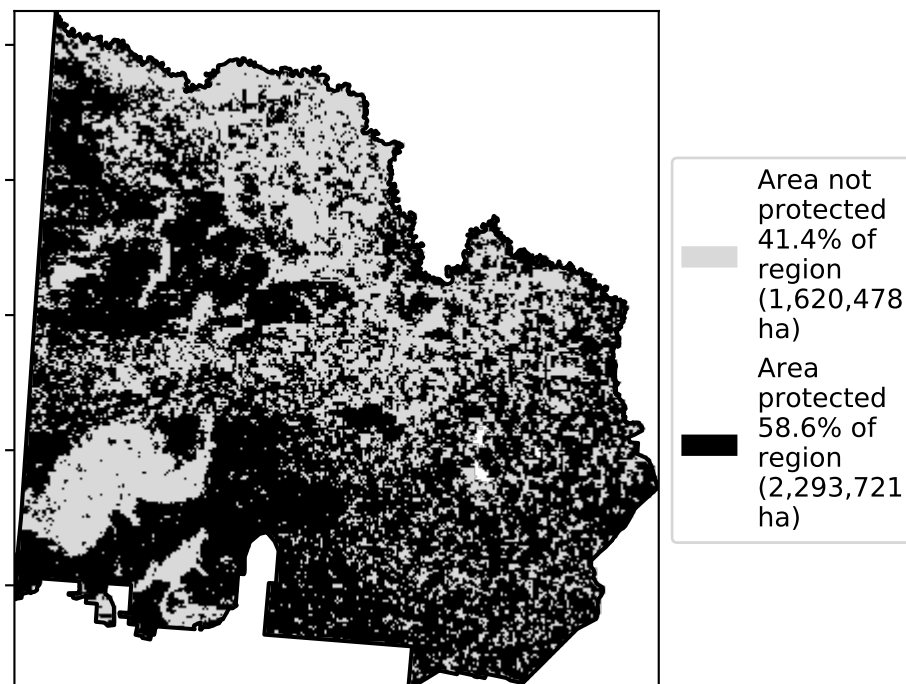 Area not
protected
41.4% of
region
(1,620,478
ha)
Area
protected
58.6% of
region
(2,293,721
ha)